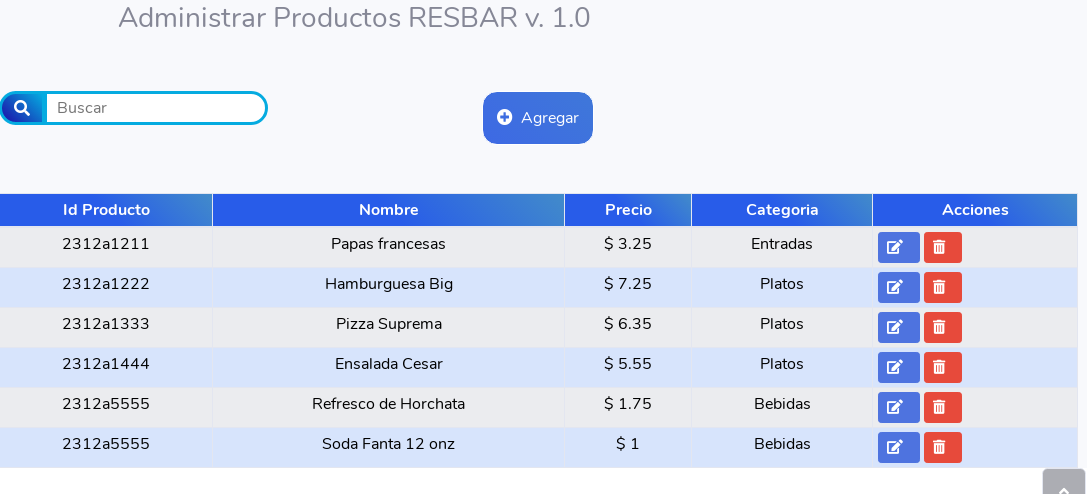 Administrar Productos RESBAR v. 1.0
Buscar
Agregar
Id Producto Nombre Precio Categoria Acciones
2312a1211 Papas francesas $ 3.25 Entradas
2312a1222 Hamburguesa Big $ 7.25 Platos
2312a1333 Pizza Suprema $ 6.35 Platos
2312a1444 Ensalada Cesar $ 5.55 Platos
2312a5555 Refresco de Horchata $ 1.75 Bebidas
2312a5555 Soda Fanta 12 onz $ 1 Bebidas